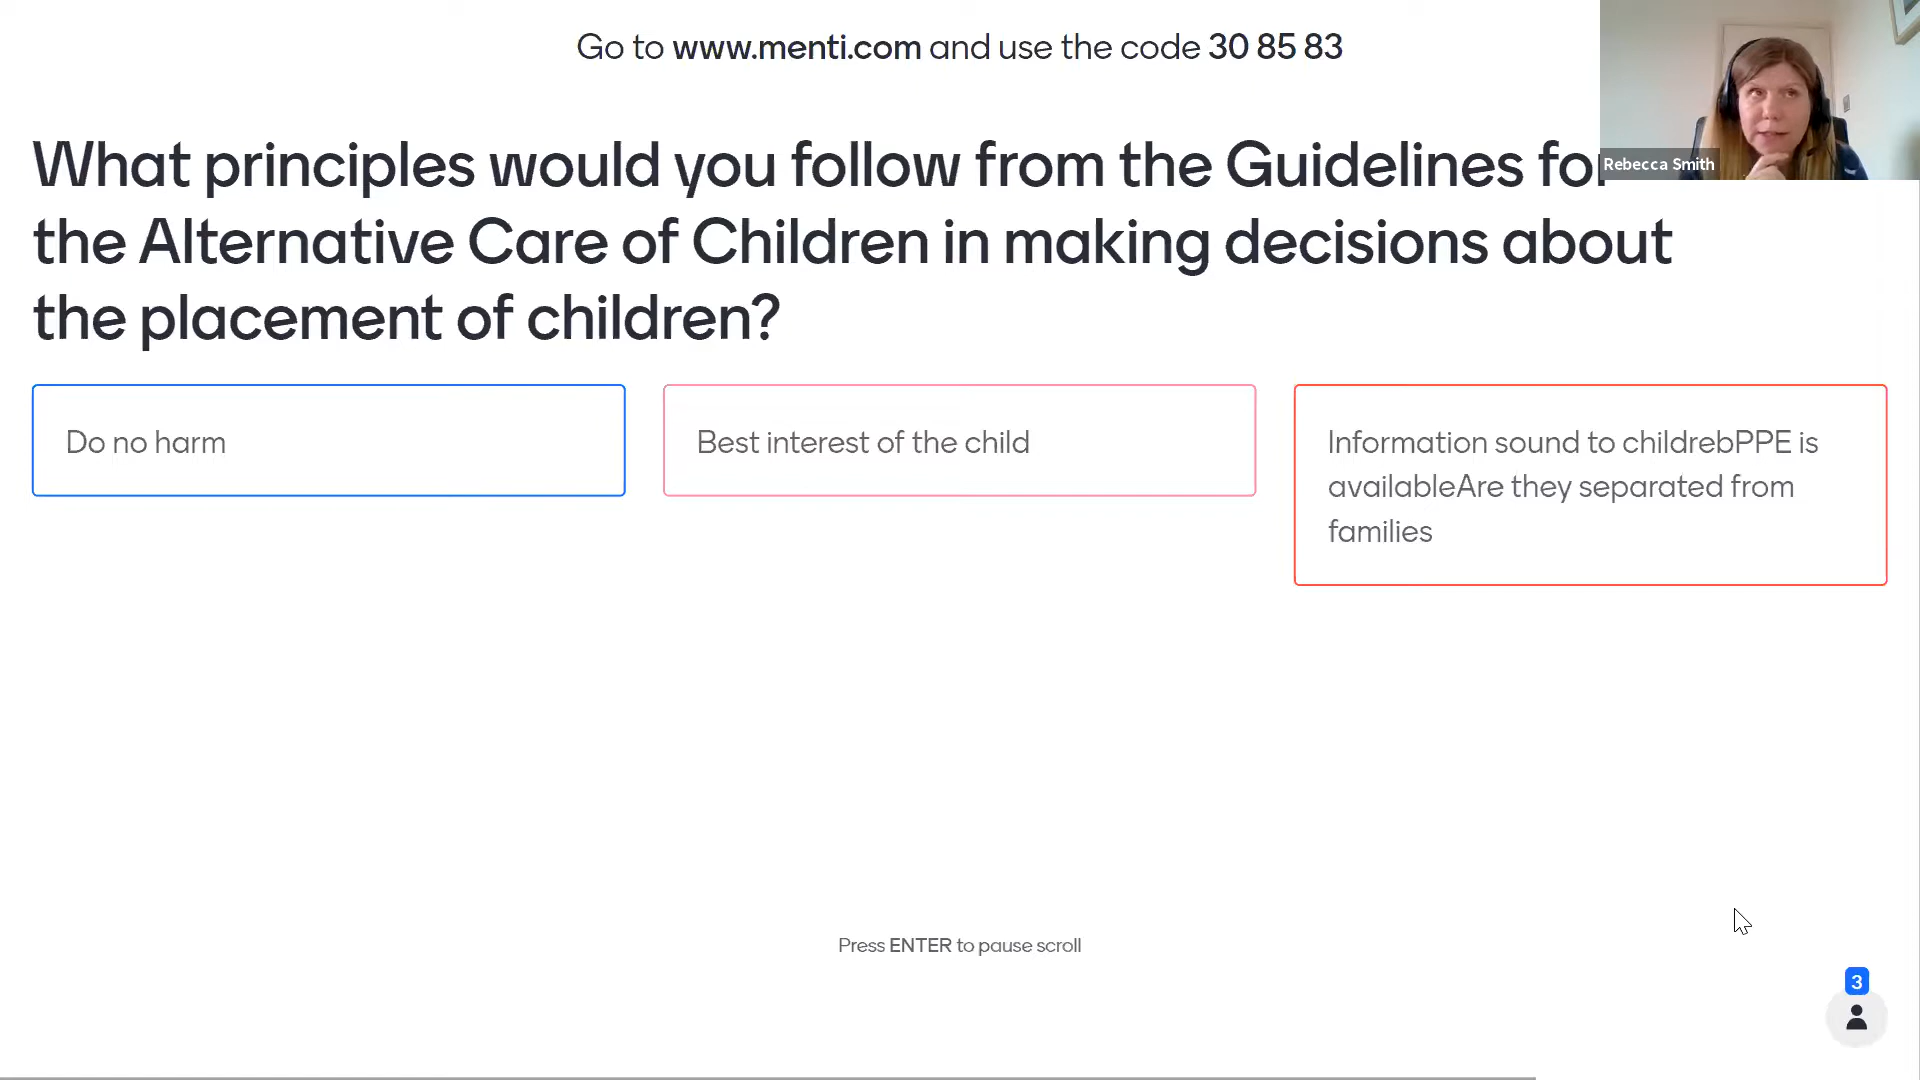 Go to www.menti.com and use the code 30 85 83
What principles would you follow from the Guidelines for
the Alternative Care of Children in making decisions about
the placement of children?
Rebecca Smith
Do no harm
Best interest of the child
Information sound to childrebPPE is
availableAre they separated from
families
Press ENTER to pause scroll
3